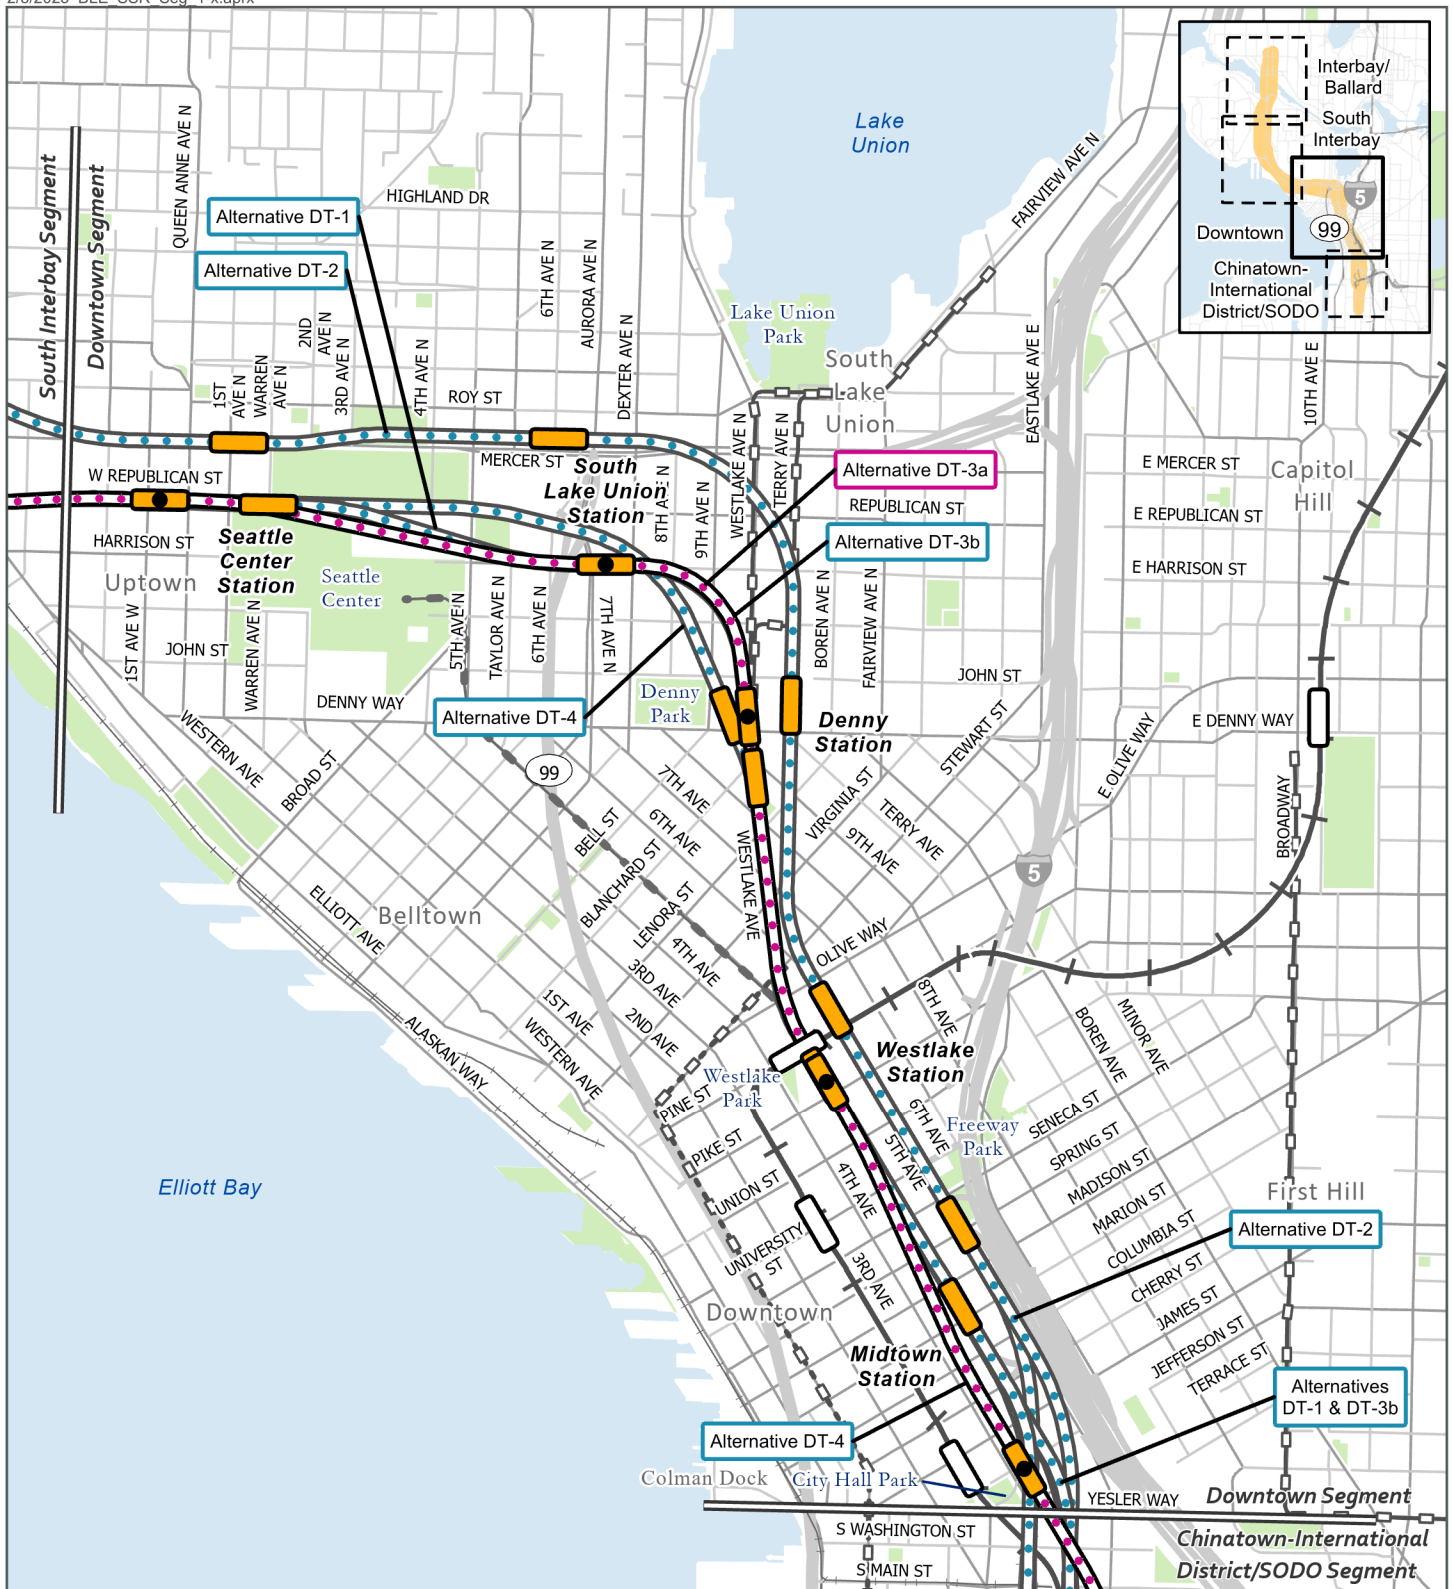 Lake
Union
Interbay/
Ballard
South
Interbay
5
99
Downtown
Chinatown-
International
District/SODO
South Interbay Segment
Downtown Segment
QUEEN ANNE AVE N
HIGHLAND DR
FAIRVIEW AVE N
Alternative DT-1
Alternative DT-2
6TH AVE N
AURORA AVE N
DEXTER AVE N
2ND
AVE N
3RD AVE N
4TH AVE N
1ST
AVE N
WARREN
AVE N
ROY ST
Lake Union
Park
South
Lake
Union
EASTLAKE AVE E
10TH AVE E
MERCER ST
W REPUBLICAN ST
HARRISON ST
South
Lake Union
Station
8TH AVE N
9TH AVE N
WESTLAKE AVE N
TERRY AVE N
Alternative DT-3a
REPUBLICAN ST
Alternative DT-3b
E MERCER ST
Capitol
Hill
E REPUBLICAN ST
E HARRISON ST
Seattle
Center
Station
Uptown
Seattle
Center
1ST AVE W
JOHN ST
WARREN AVE N
5TH AVE N
TAYLOR AVE N
6TH AVE N
7TH AVE N
BOREN AVE N
FAIRVIEW AVE N
JOHN ST
DENNY WAY
Alternative DT-4
Denny
Park
Denny
Station
STEWART ST
E OLIVE WAY
E DENNY WAY
BROADWAY
WESTERN AVE
BROAD ST
99
7TH AVE
6TH AVE
BELL ST
BLANCHARD ST
LENORA ST
WESTLAKE AVE
VIRGINIA ST
TERRY AVE
9TH AVE
5
ELLIOTT AVE
Belltown
4TH AVE
3RD AVE
2ND AVE
1ST AVE
WESTERN AVE
ALASKAN WAY
OLIVE WAY
8TH AVE
BOREN AVE
MINOR AVE
Westlake
Station
Westlake
Park
PINE ST
PIKE ST
UNION ST
UNIVERSITY
ST
6TH AVE
5TH AVE
4TH AVE
3RD AVE
Freeway
Park
SENECA ST
SPRING ST
MADISON ST
MARION ST
COLUMBIA ST
CHERRY ST
JAMES ST
JEFFERSON ST
TERRACE ST
First Hill
Alternative DT-2
Elliott Bay
Downtown
Midtown
Station
Alternatives
DT-1 & DT-3b
Alternative DT-4
Colman Dock
City Hall Park
YESLER WAY
Downtown Segment
S WASHINGTON ST
Chinatown-International
District/SODO Segment
S MAIN ST